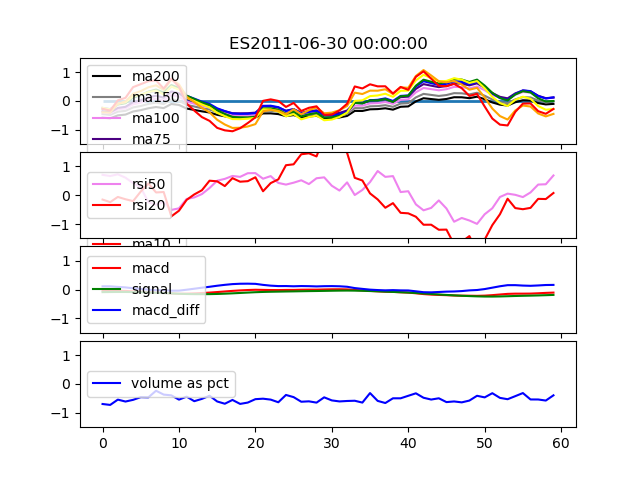 ES2011-06-30 00:00:00
1
0
−1
ma200
ma150
ma100
ma75
1
0
−1
rsi50
rsi20
ma10
1
0
−1
macd
signal
macd_diff
1
0
−1
volume as pct
0 10 20 30 40 50 60